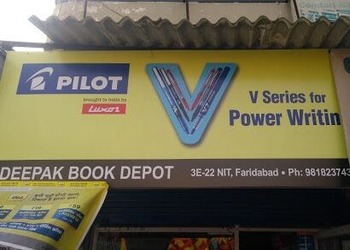 PILOT
brought to India by
Luxor
V
V Series for
Power Writin
DEEPAK BOOK DEPOT
3E-22 NIT, Faridabad • Ph: 981823743